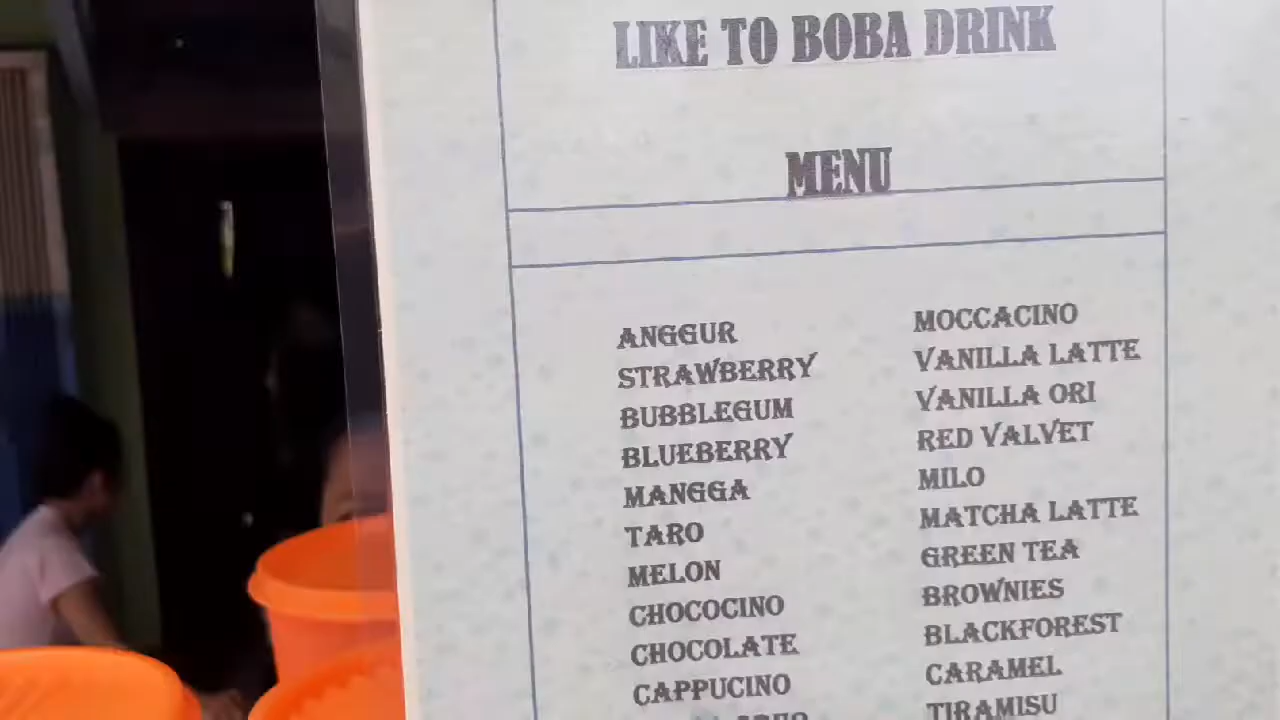 LIKE TO BOBA DRINK
MENU
ANGGUR
STRAWBERRY
BUBBLEGUM
BLUEBERRY
MANGGA
TARO
MELON
CHOCOCINO
CHOCOLATE
CAPPUCINO
MOCCACINO
VANILLA LATTE
VANILLA ORI
RED VALVET
MILO
MATCHA LATTE
GREEN TEA
BROWNIES
BLACKFOREST
CARAMEL
TIRAMISU